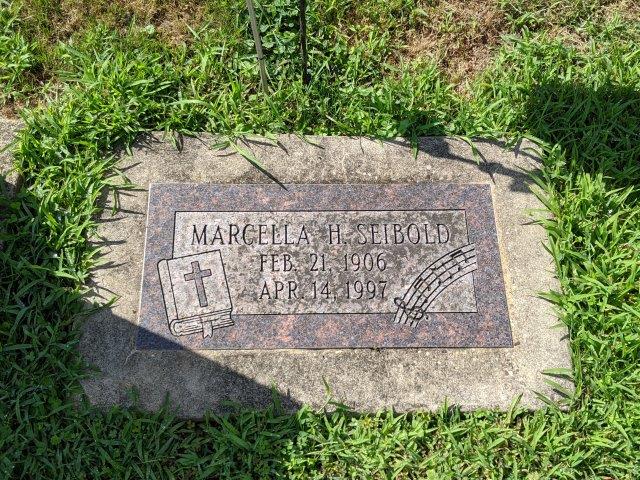 MARCELLA H. SEIBOLD
FEB. 21, 1906
APR. 14, 1997